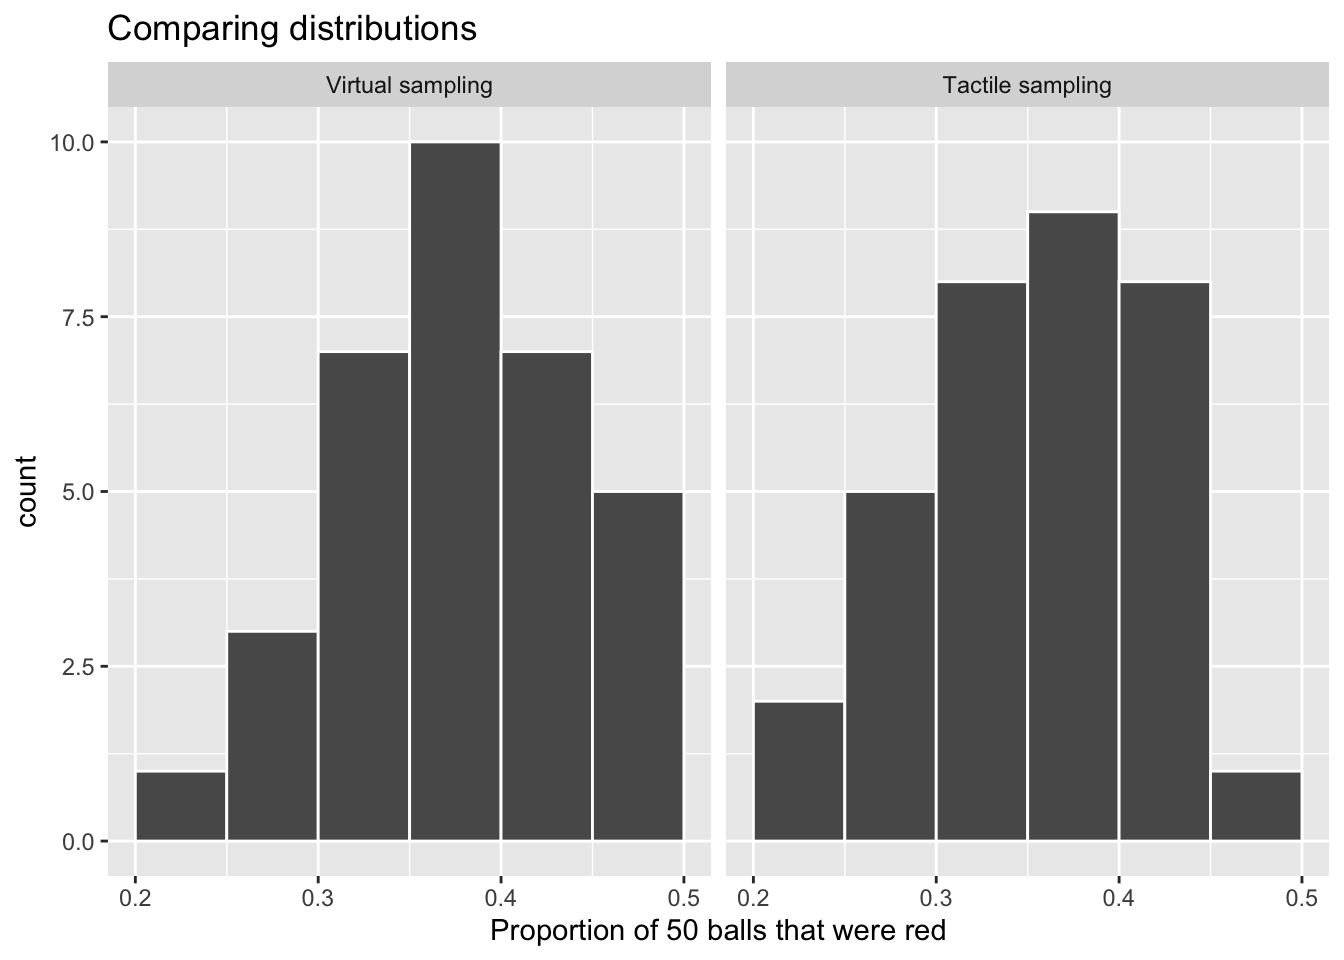 Comparing distributions
Virtual sampling
Tactile sampling
10.0
7.5
5.0
2.5
0.0
count
0.2 0.3 0.4 0.5 0.2 0.3 0.4 0.5
Proportion of 50 balls that were red